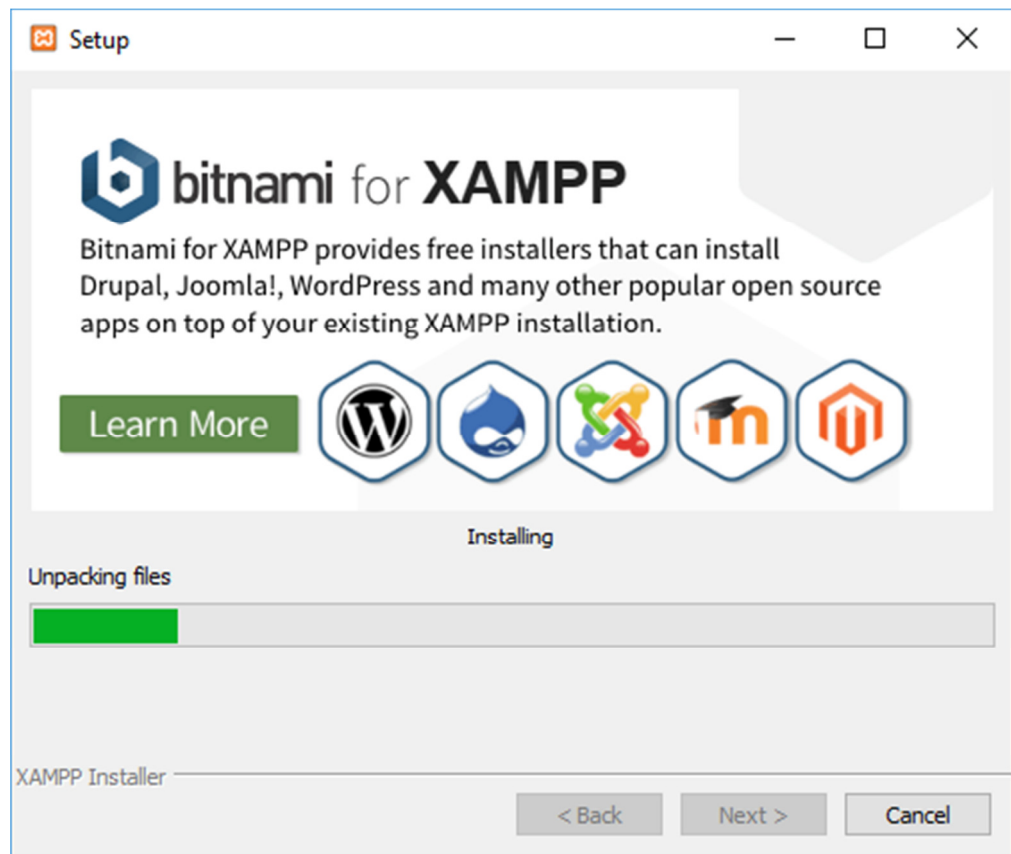 Setup
bitnami for XAMPP
Bitnami for XAMPP provides free installers that can install
Drupal, Joomla!, WordPress and many other popular open source
apps on top of your existing XAMPP installation.
Learn More
Installing
Unpacking files
XAMPP Installer
< Back Next > Cancel